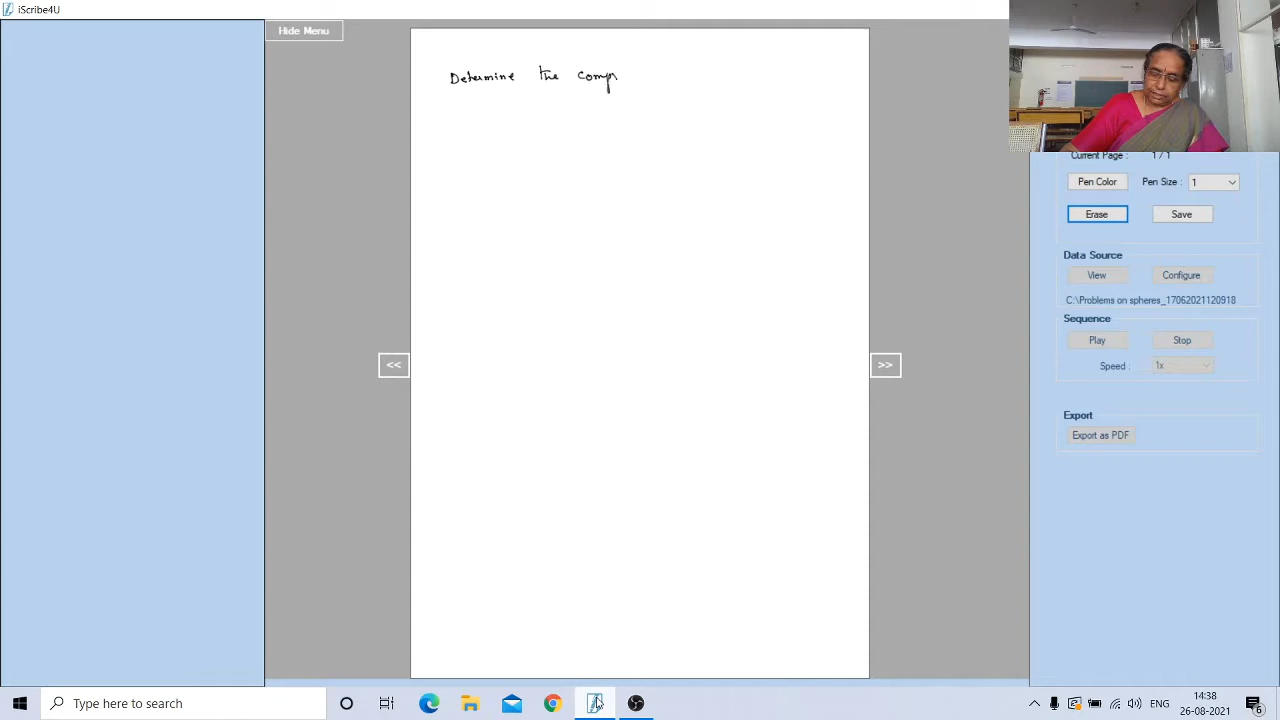 iScribe4U
Hide Menu
Determine the comp
Current Page : 1 / 1
Pen Color Pen Size : 1
Erase Save
Data Source
View Configure
C:\Problems on spheres_17062021120918
Sequence
Play Stop
<< >>
Speed : 1x
Export
Export as PDF
Type here to search
ENG
14:38
26-08-2021
6